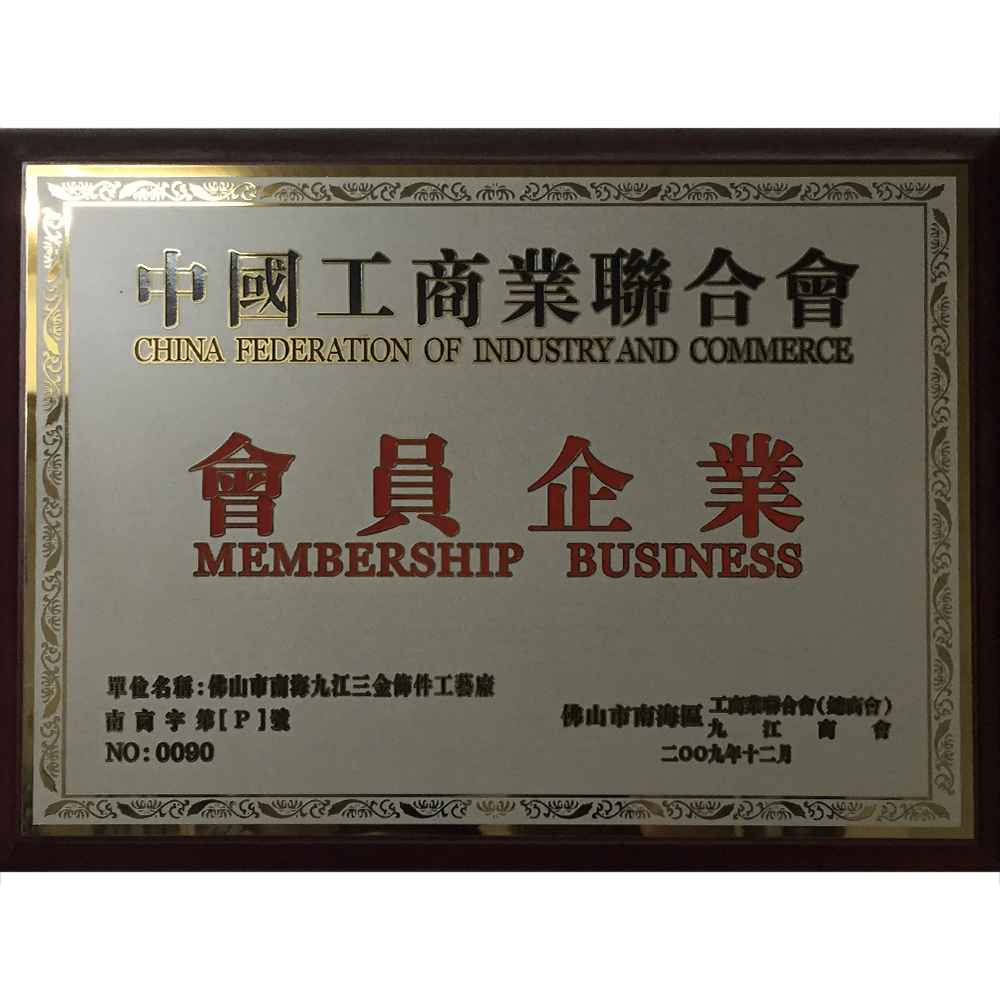 中國工商業聯合會
CHINA FEDERATION OF INDUSTRY AND COMMERCE
會員企業
MEMBERSHIP BUSINESS
單位名稱:佛山市南海九江三金飾件工藝廠
南商字第[P]號
NO:0090
佛山市南海區 工商業聯合會(總商會)
九江商會
二〇〇九年十二月